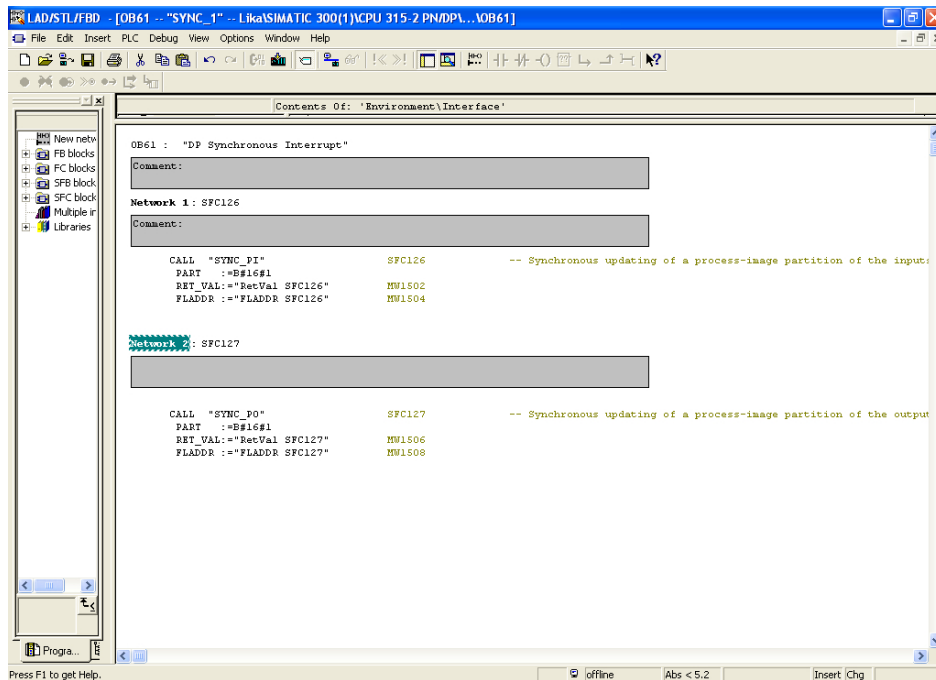 LAD/STL/FBD - [OB61 -- "SYNC_1" -- Lika\SIMATIC 300(1)\CPU 315-2 PN/DP\...\OB61]
File Edit Insert PLC Debug View Options Window Help
Contents Of: 'Environment\Interface'
New netw
FB blocks
FC blocks
SFB block
SFC block
Multiple ir
Libraries
Progra...
OB61 : "DP Synchronous Interrupt"
Comment:
Network 1: SFC126
Comment:
CALL "SYNC_PI" SFC126 -- Synchronous updating of a process-image partition of the inputs
PART :=B#16#1
RET_VAL:="RetVal SFC126" MW1502
FLADDR :="FLADDR SFC126" MW1504
Network 2: SFC127
CALL "SYNC_PO" SFC127 -- Synchronous updating of a process-image partition of the output
PART :=B#16#1
RET_VAL:="RetVal SFC127" MW1506
FLADDR :="FLADDR SFC127" MW1508
Press F1 to get Help. offline Abs < 5.2 Insert Chg